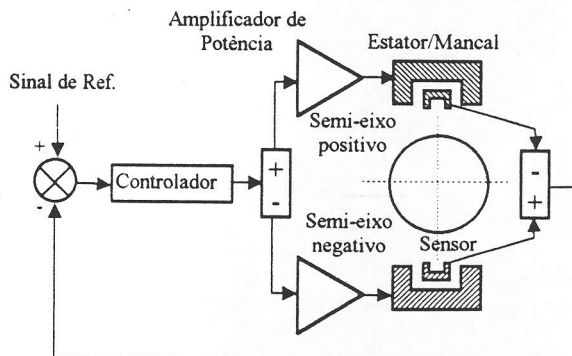 Amplificador de
Potência
Estator/Mancal
Sinal de Ref.
Semi-eixo
positivo
+
-
Controlador
+
-
-
+
Semi-eixo
negativo
Sensor